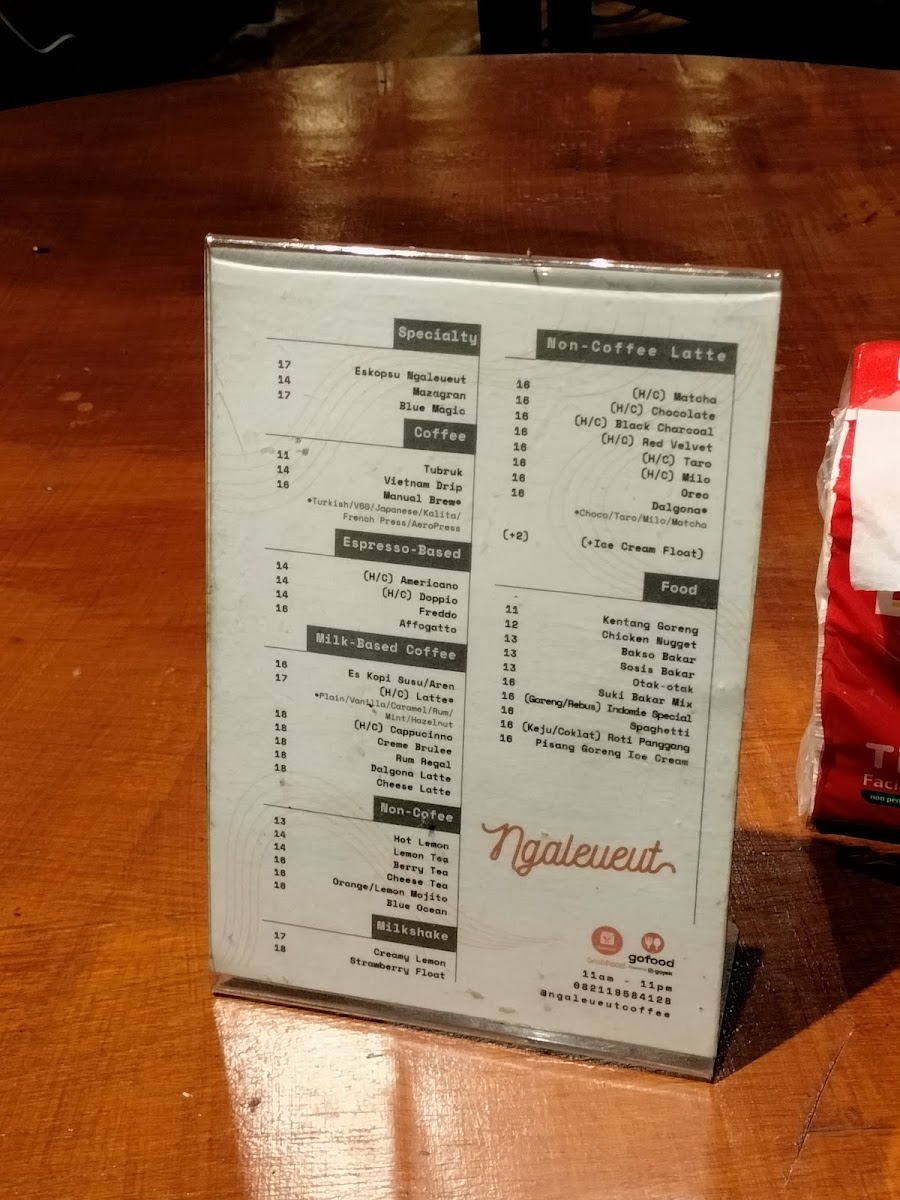 Specialty
17 Eskopsu Ngaleueut
14 Mazagran
17 Blue Magic
Coffee
11 Tubruk
14 Vietnam Drip
16 Manual Brew*
*Turkish/V60/Japanese/Kalita/
French Press/AeroPress
Espresso-Based
14 (H/C) Americano
14 (H/C) Doppio
14 Freddo
16 Affogatto
Milk-Based Coffee
16 Es Kopi Susu/Aren
17 (H/C) Latte*
*Plain/Vanilla/Caramel/Rum/
Mint/Hazelnut
18 (H/C) Cappucinno
18 Creme Brulee
18 Rum Regal
18 Dalgona Latte
18 Cheese Latte
Non-Cofee
13 Hot Lemon
14 Lemon Tea
14 Berry Tea
16 Cheese Tea
16 Orange/Lemon Mojito
16 Blue Ocean
Milkshake
17 Creamy Lemon
18 Strawberry Float
Non-Coffee Latte
16 (H/C) Matcha
16 (H/C) Chocolate
16 (H/C) Black Charcoal
16 (H/C) Red Velvet
16 (H/C) Taro
16 (H/C) Milo
16 Oreo
16 Dalgona*
*Choco/Taro/Milo/Matcha
(+2) (+Ice Cream Float)
Food
11 Kentang Goreng
12 Chicken Nugget
13 Bakso Bakar
13 Sosis Bakar
13 Otak-otak
16 Suki Bakar Mix
16 (Goreng/Rebus) Indomie Special
16 Spaghetti
16 (Keju/Coklat) Roti Panggang
16 Pisang Goreng Ice Cream
Ngaleueut
GrabFood
gofood
gojek
11am - 11pm
082119584128
@ngaleueutcoffee
Faci
non per